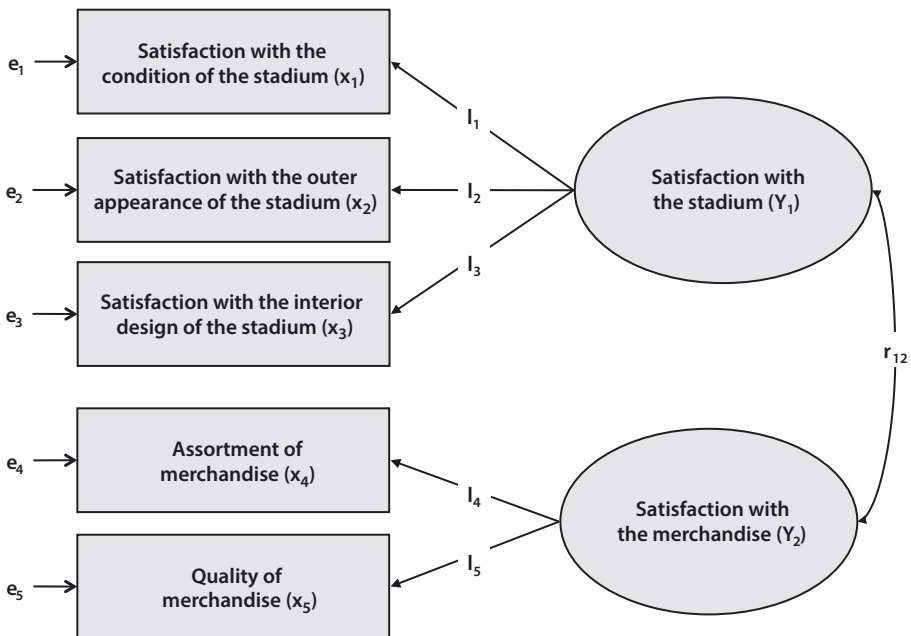 e₁
Satisfaction with the
condition of the stadium (x₁)
l₁
e₂
Satisfaction with the outer
appearance of the stadium (x₂)
l₂
Satisfaction with
the stadium (Y₁)
e₃
Satisfaction with the interior
design of the stadium (x₃)
l₃
r₁₂
e₄
Assortment of
merchandise (x₄)
l₄
Satisfaction with
the merchandise (Y₂)
e₅
Quality of
merchandise (x₅)
l₅